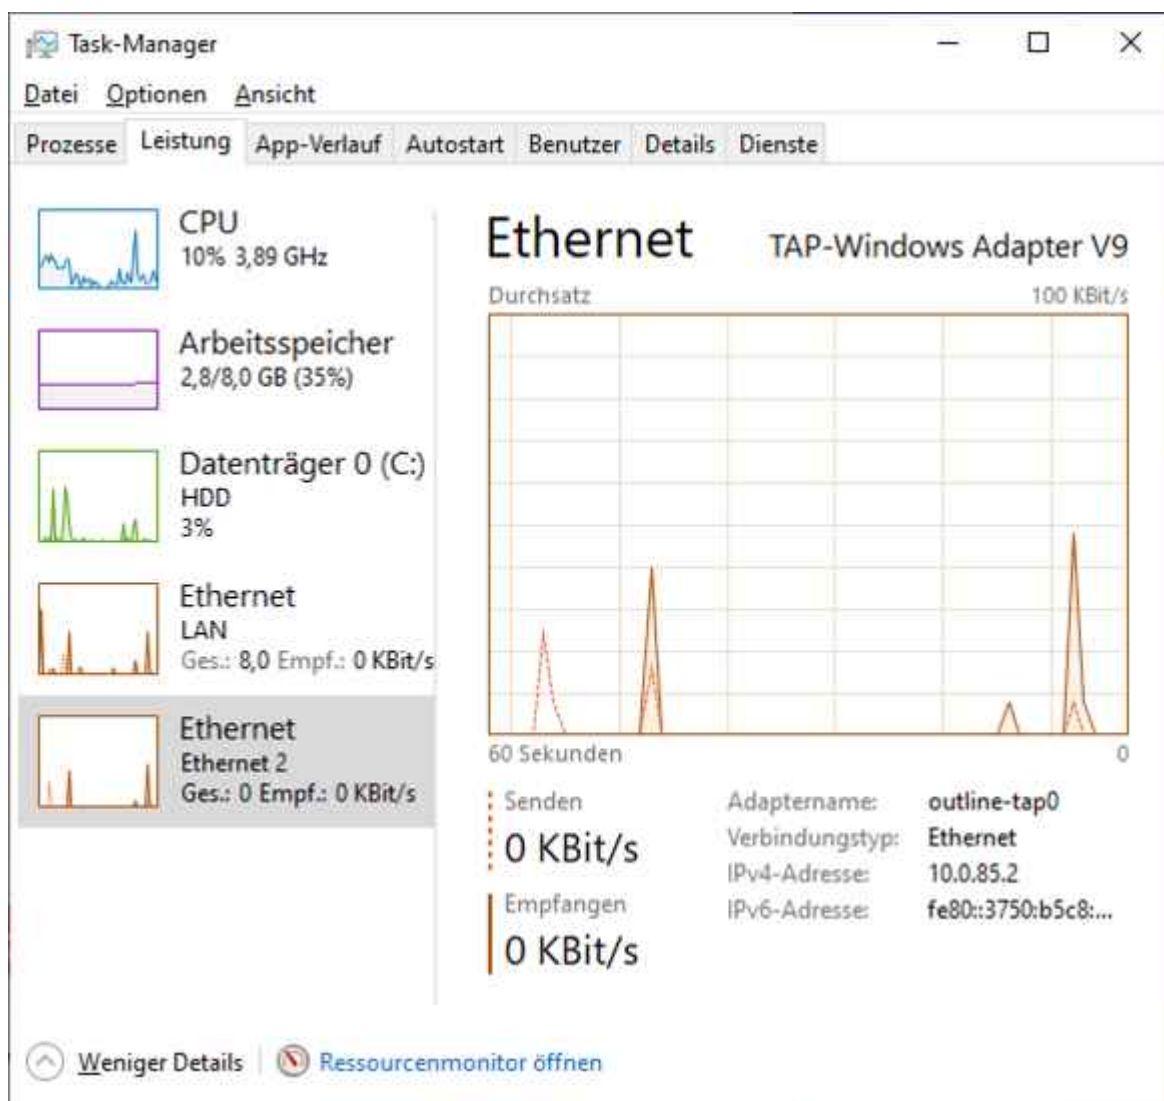 Task-Manager
Datei Optionen Ansicht
Prozesse Leistung App-Verlauf Autostart Benutzer Details Dienste
CPU
10% 3,89 GHz
Arbeitsspeicher
2,8/8,0 GB (35%)
Datenträger 0 (C:)
HDD
3%
Ethernet
LAN
Ges.: 8,0 Empf.: 0 KBit/s
Ethernet
Ethernet 2
Ges.: 0 Empf.: 0 KBit/s
Ethernet TAP-Windows Adapter V9
Durchsatz 100 KBit/s
60 Sekunden 0
Senden
0 KBit/s
Empfangen
0 KBit/s
Adaptername: outline-tap0
Verbindungstyp: Ethernet
IPv4-Adresse: 10.0.85.2
IPv6-Adresse: fe80::3750:b5c8:...
Weniger Details Ressourcenmonitor öffnen